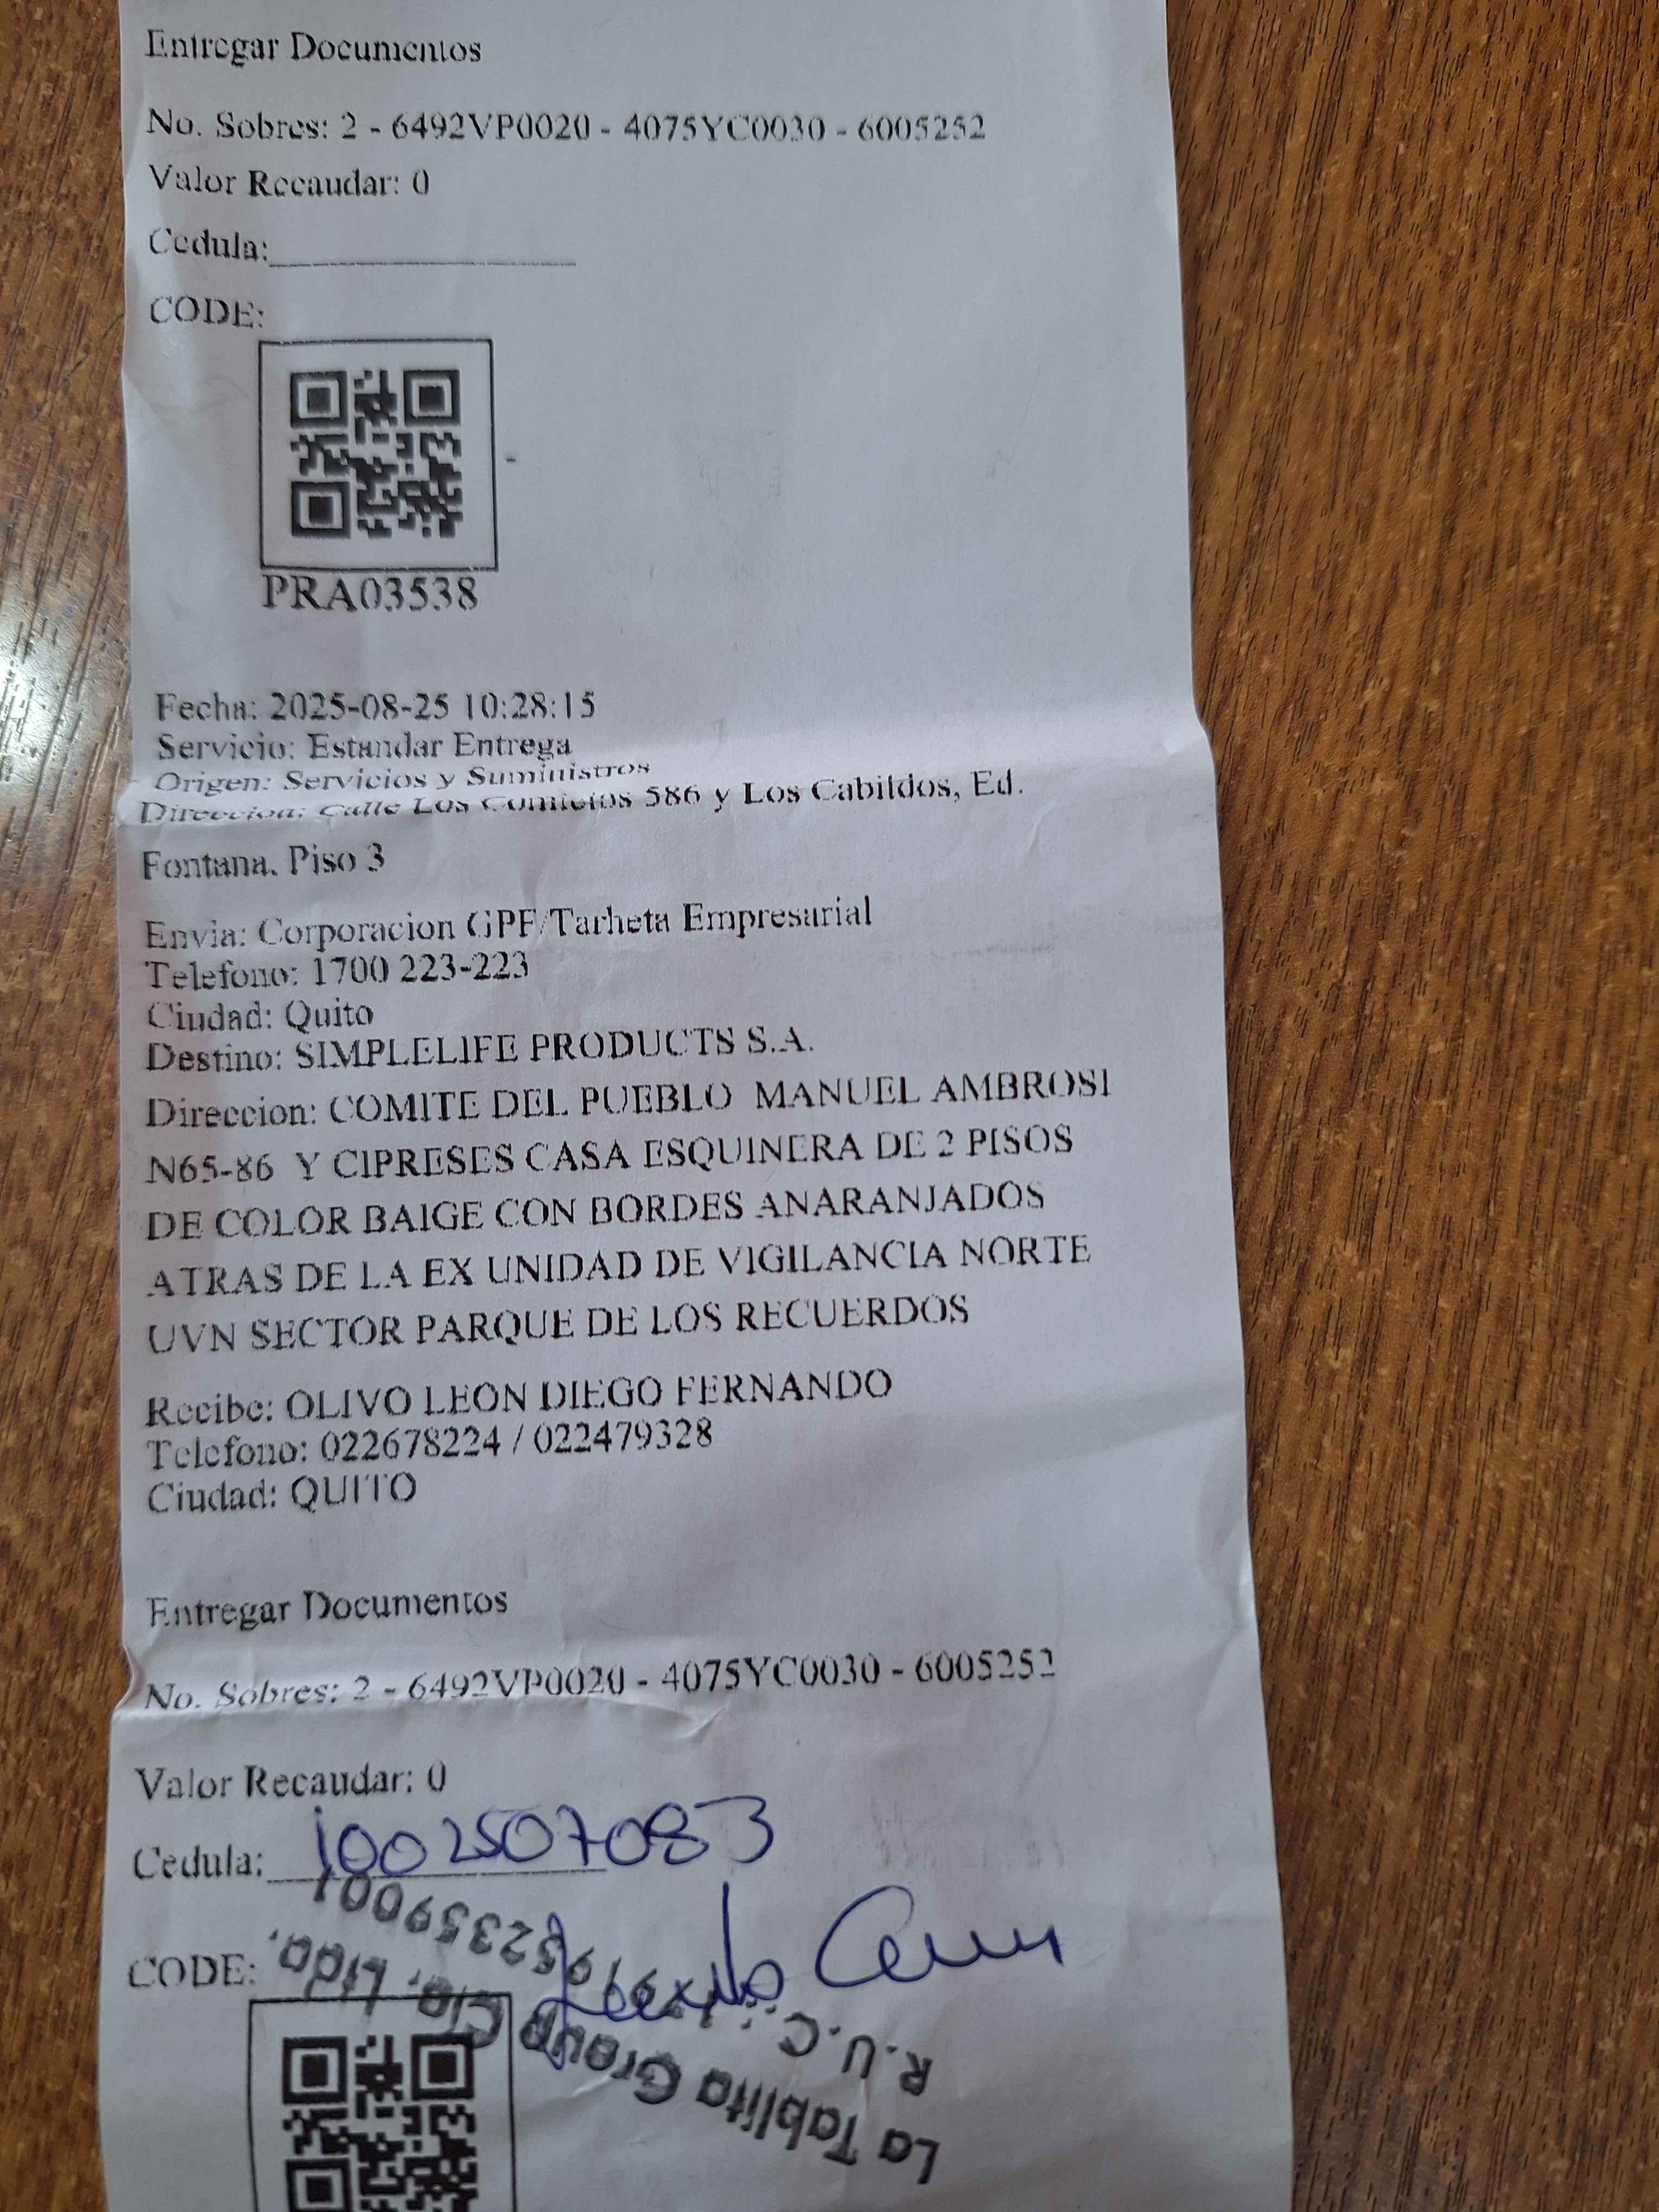 Entregar Documentos
No. Sobres: 2 - 6492VP0020 - 4075YC0030 - 6005252
Valor Recaudar: 0
Cedula:
CODE:
PRA03538
Fecha: 2025-08-25 10:28:15
Servicio: Estandar Entrega
Origen: Servicios y Suministros
Direccion: Calle Los 586 y Los Cabildos, Ed.
Fontana, Piso 3
Envia: Corporacion GPF/Tarheta Empresarial
Telefono: 1700 223-223
Ciudad: Quito
Destino: SIMPLELIFE PRODUCTS S.A.
Direccion: COMITE DEL PUEBLO MANUEL AMBROSI
N65-86 Y CIPRESES CASA ESQUINERA DE 2 PISOS
DE COLOR BAIGE CON BORDES ANARANJADOS
ATRAS DE LA EX UNIDAD DE VIGILANCIA NORTE
UVN SECTOR PARQUE DE LOS RECUERDOS
Recibe: OLIVO LEON DIEGO FERNANDO
Telefono: 022678224 / 022479328
Ciudad: QUITO
Entregar Documentos
No. Sobres: 2 - 6492VP0020 - 4075YC0030 - 6005252
Valor Recaudar: 0
Cedula: 1002507083
CODE:
La Tablita Group Cia. Ltda.
R.U.C.: